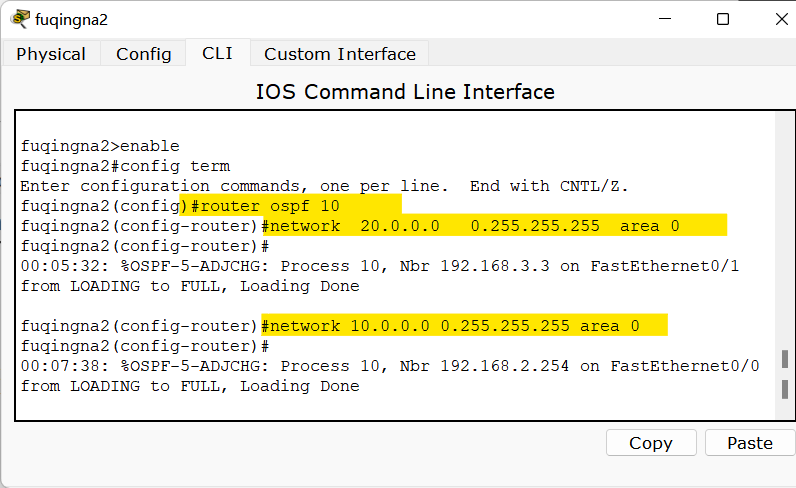 fuqingna2
Physical Config CLI Custom Interface
IOS Command Line Interface
fuqingna2>enable
fuqingna2#config term
Enter configuration commands, one per line.  End with CNTL/Z.
fuqingna2(config)#router ospf 10
fuqingna2(config-router)#network  20.0.0.0   0.255.255.255  area 0
fuqingna2(config-router)#
00:05:32: %OSPF-5-ADJCHG: Process 10, Nbr 192.168.3.3 on FastEthernet0/1
from LOADING to FULL, Loading Done
fuqingna2(config-router)#network 10.0.0.0 0.255.255.255 area 0
fuqingna2(config-router)#
00:07:38: %OSPF-5-ADJCHG: Process 10, Nbr 192.168.2.254 on FastEthernet0/0
from LOADING to FULL, Loading Done
Copy Paste